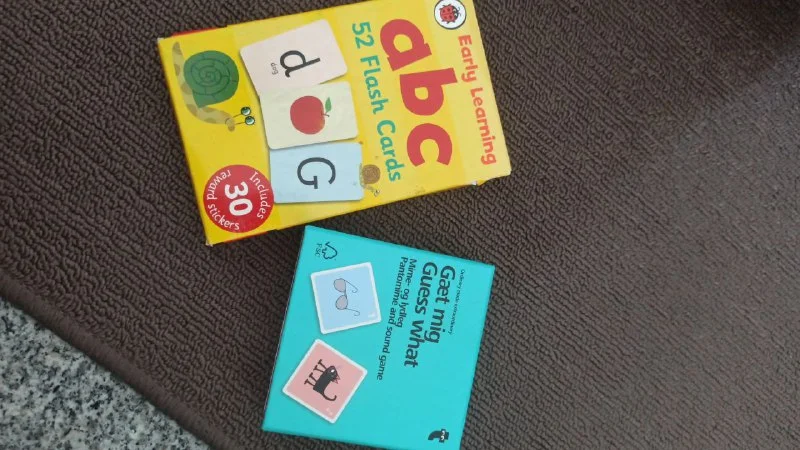 Early Learning
abc
52 Flash Cards
d
dog
G
Includes
30
reward stickers
Gæt mig
Guess what
Mime- og lydleg
Pantomime and sound game
FSC